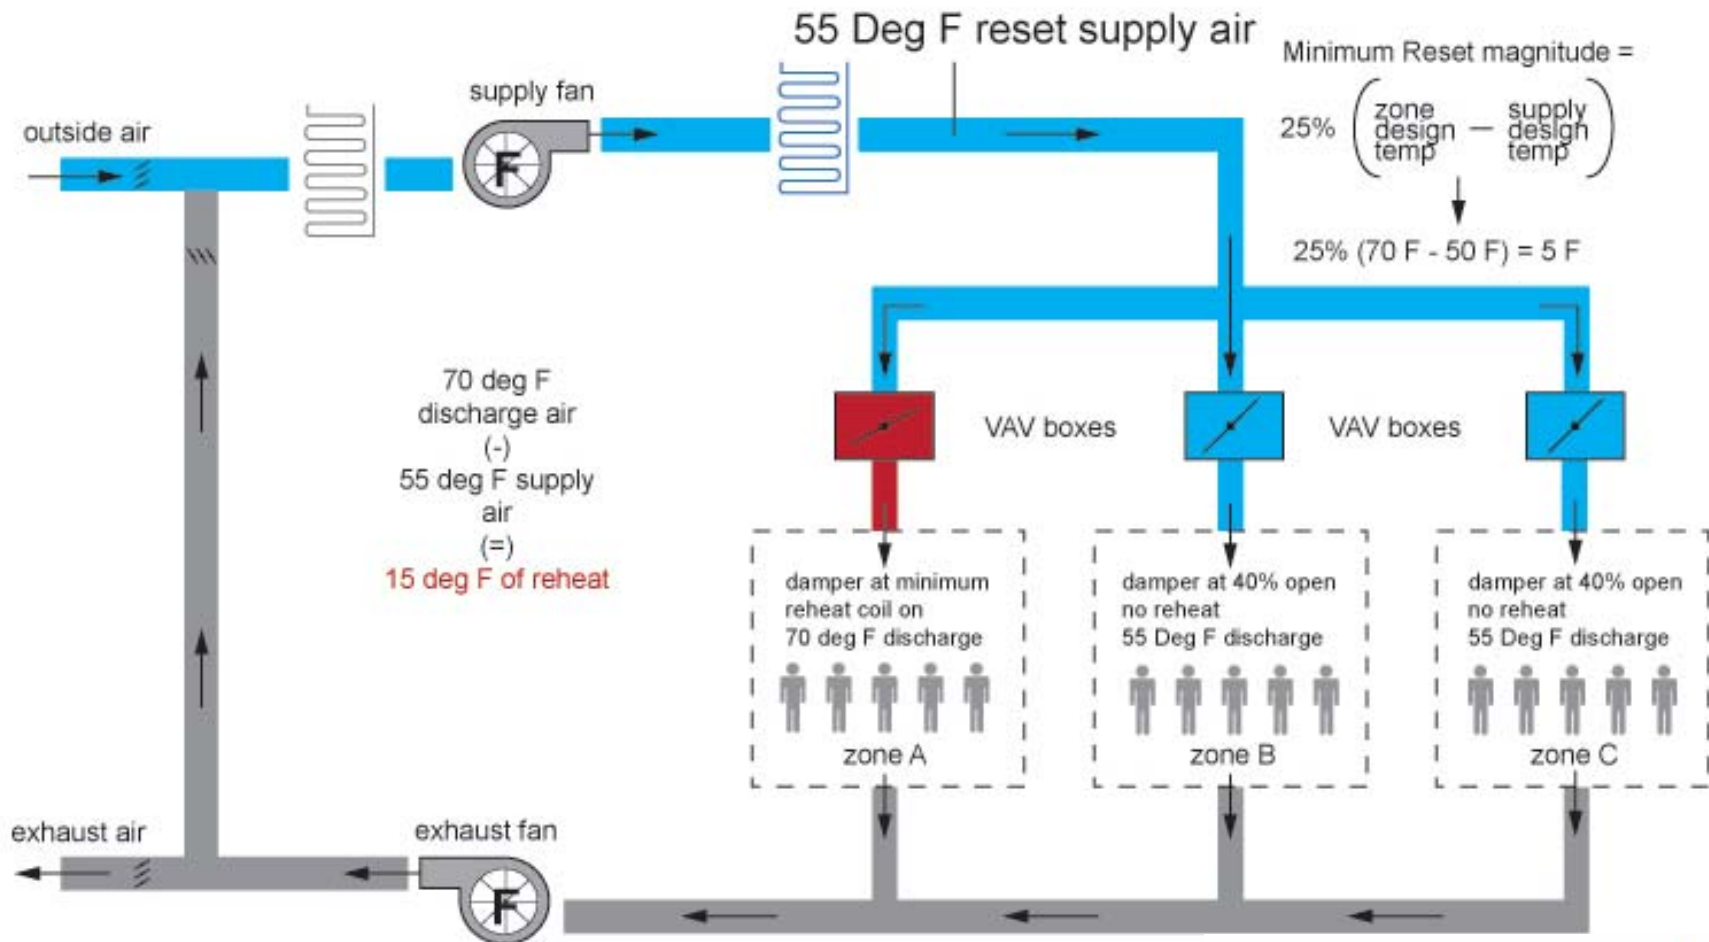 55 Deg F reset supply air
Minimum Reset magnitude =
25% ( zone design temp — supply design temp )
25% (70 F - 50 F) = 5 F
supply fan
outside air
F
70 deg F
discharge air
(-)
55 deg F supply
air
(=)
15 deg F of reheat
VAV boxes
VAV boxes
damper at minimum
reheat coil on
70 deg F discharge
zone A
damper at 40% open
no reheat
55 Deg F discharge
zone B
damper at 40% open
no reheat
55 Deg F discharge
zone C
exhaust air
exhaust fan
F